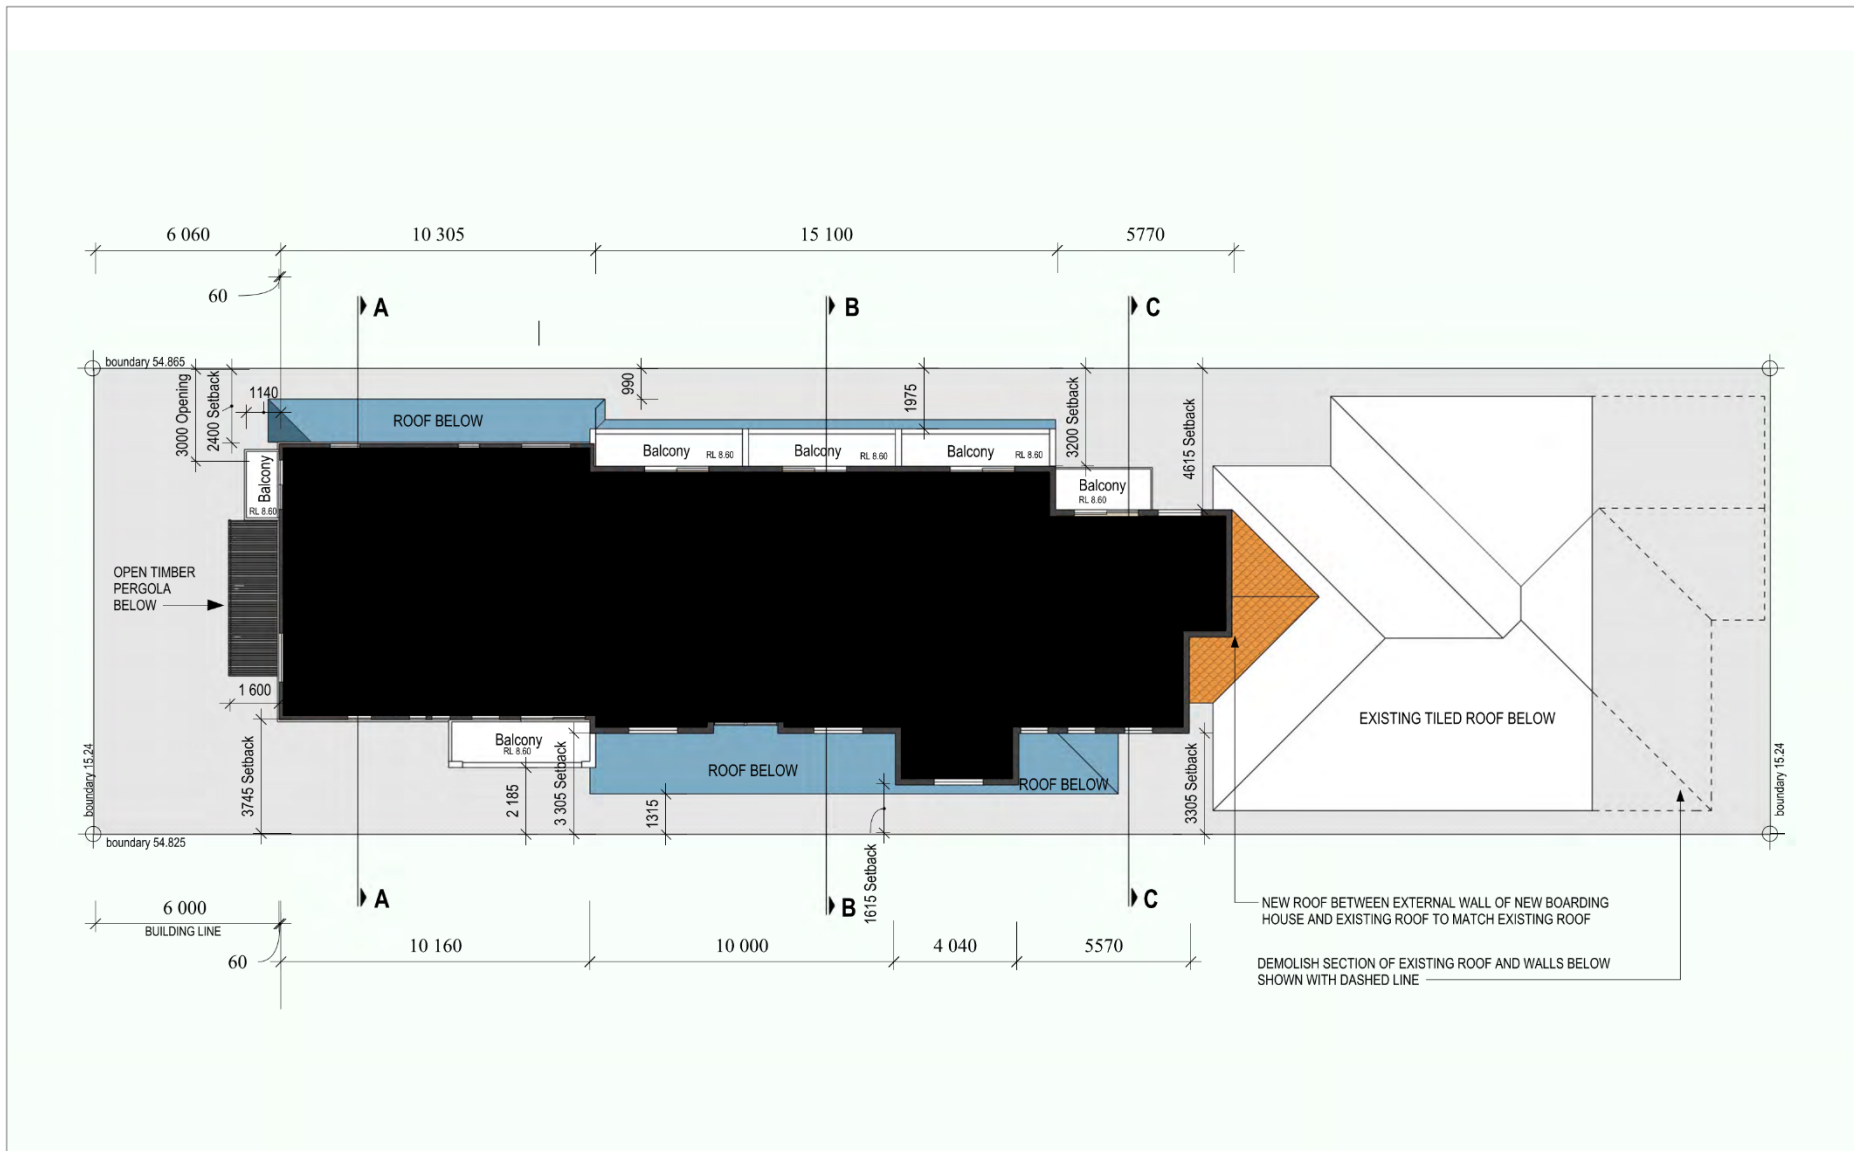 6 060
10 305
15 100
5770
60
A
B
C
boundary 54.865
3000 Opening
2400 Setback
1140
990
1975
3200 Setback
4615 Setback
ROOF BELOW
Balcony
RL 8.60
Balcony
RL 8.60
Balcony
RL 8.60
Balcony
RL 8.60
Balcony
RL 8.60
OPEN TIMBER
PERGOLA
BELOW
1 600
EXISTING TILED ROOF BELOW
Balcony
RL 8.60
ROOF BELOW
ROOF BELOW
boundary 15.24
3745 Setback
2 185
3 305 Setback
1315
1615 Setback
3305 Setback
boundary 15.24
boundary 54.825
A
B
C
6 000
BUILDING LINE
60
10 160
10 000
4 040
5570
NEW ROOF BETWEEN EXTERNAL WALL OF NEW BOARDING
HOUSE AND EXISTING ROOF TO MATCH EXISTING ROOF
DEMOLISH SECTION OF EXISTING ROOF AND WALLS BELOW
SHOWN WITH DASHED LINE